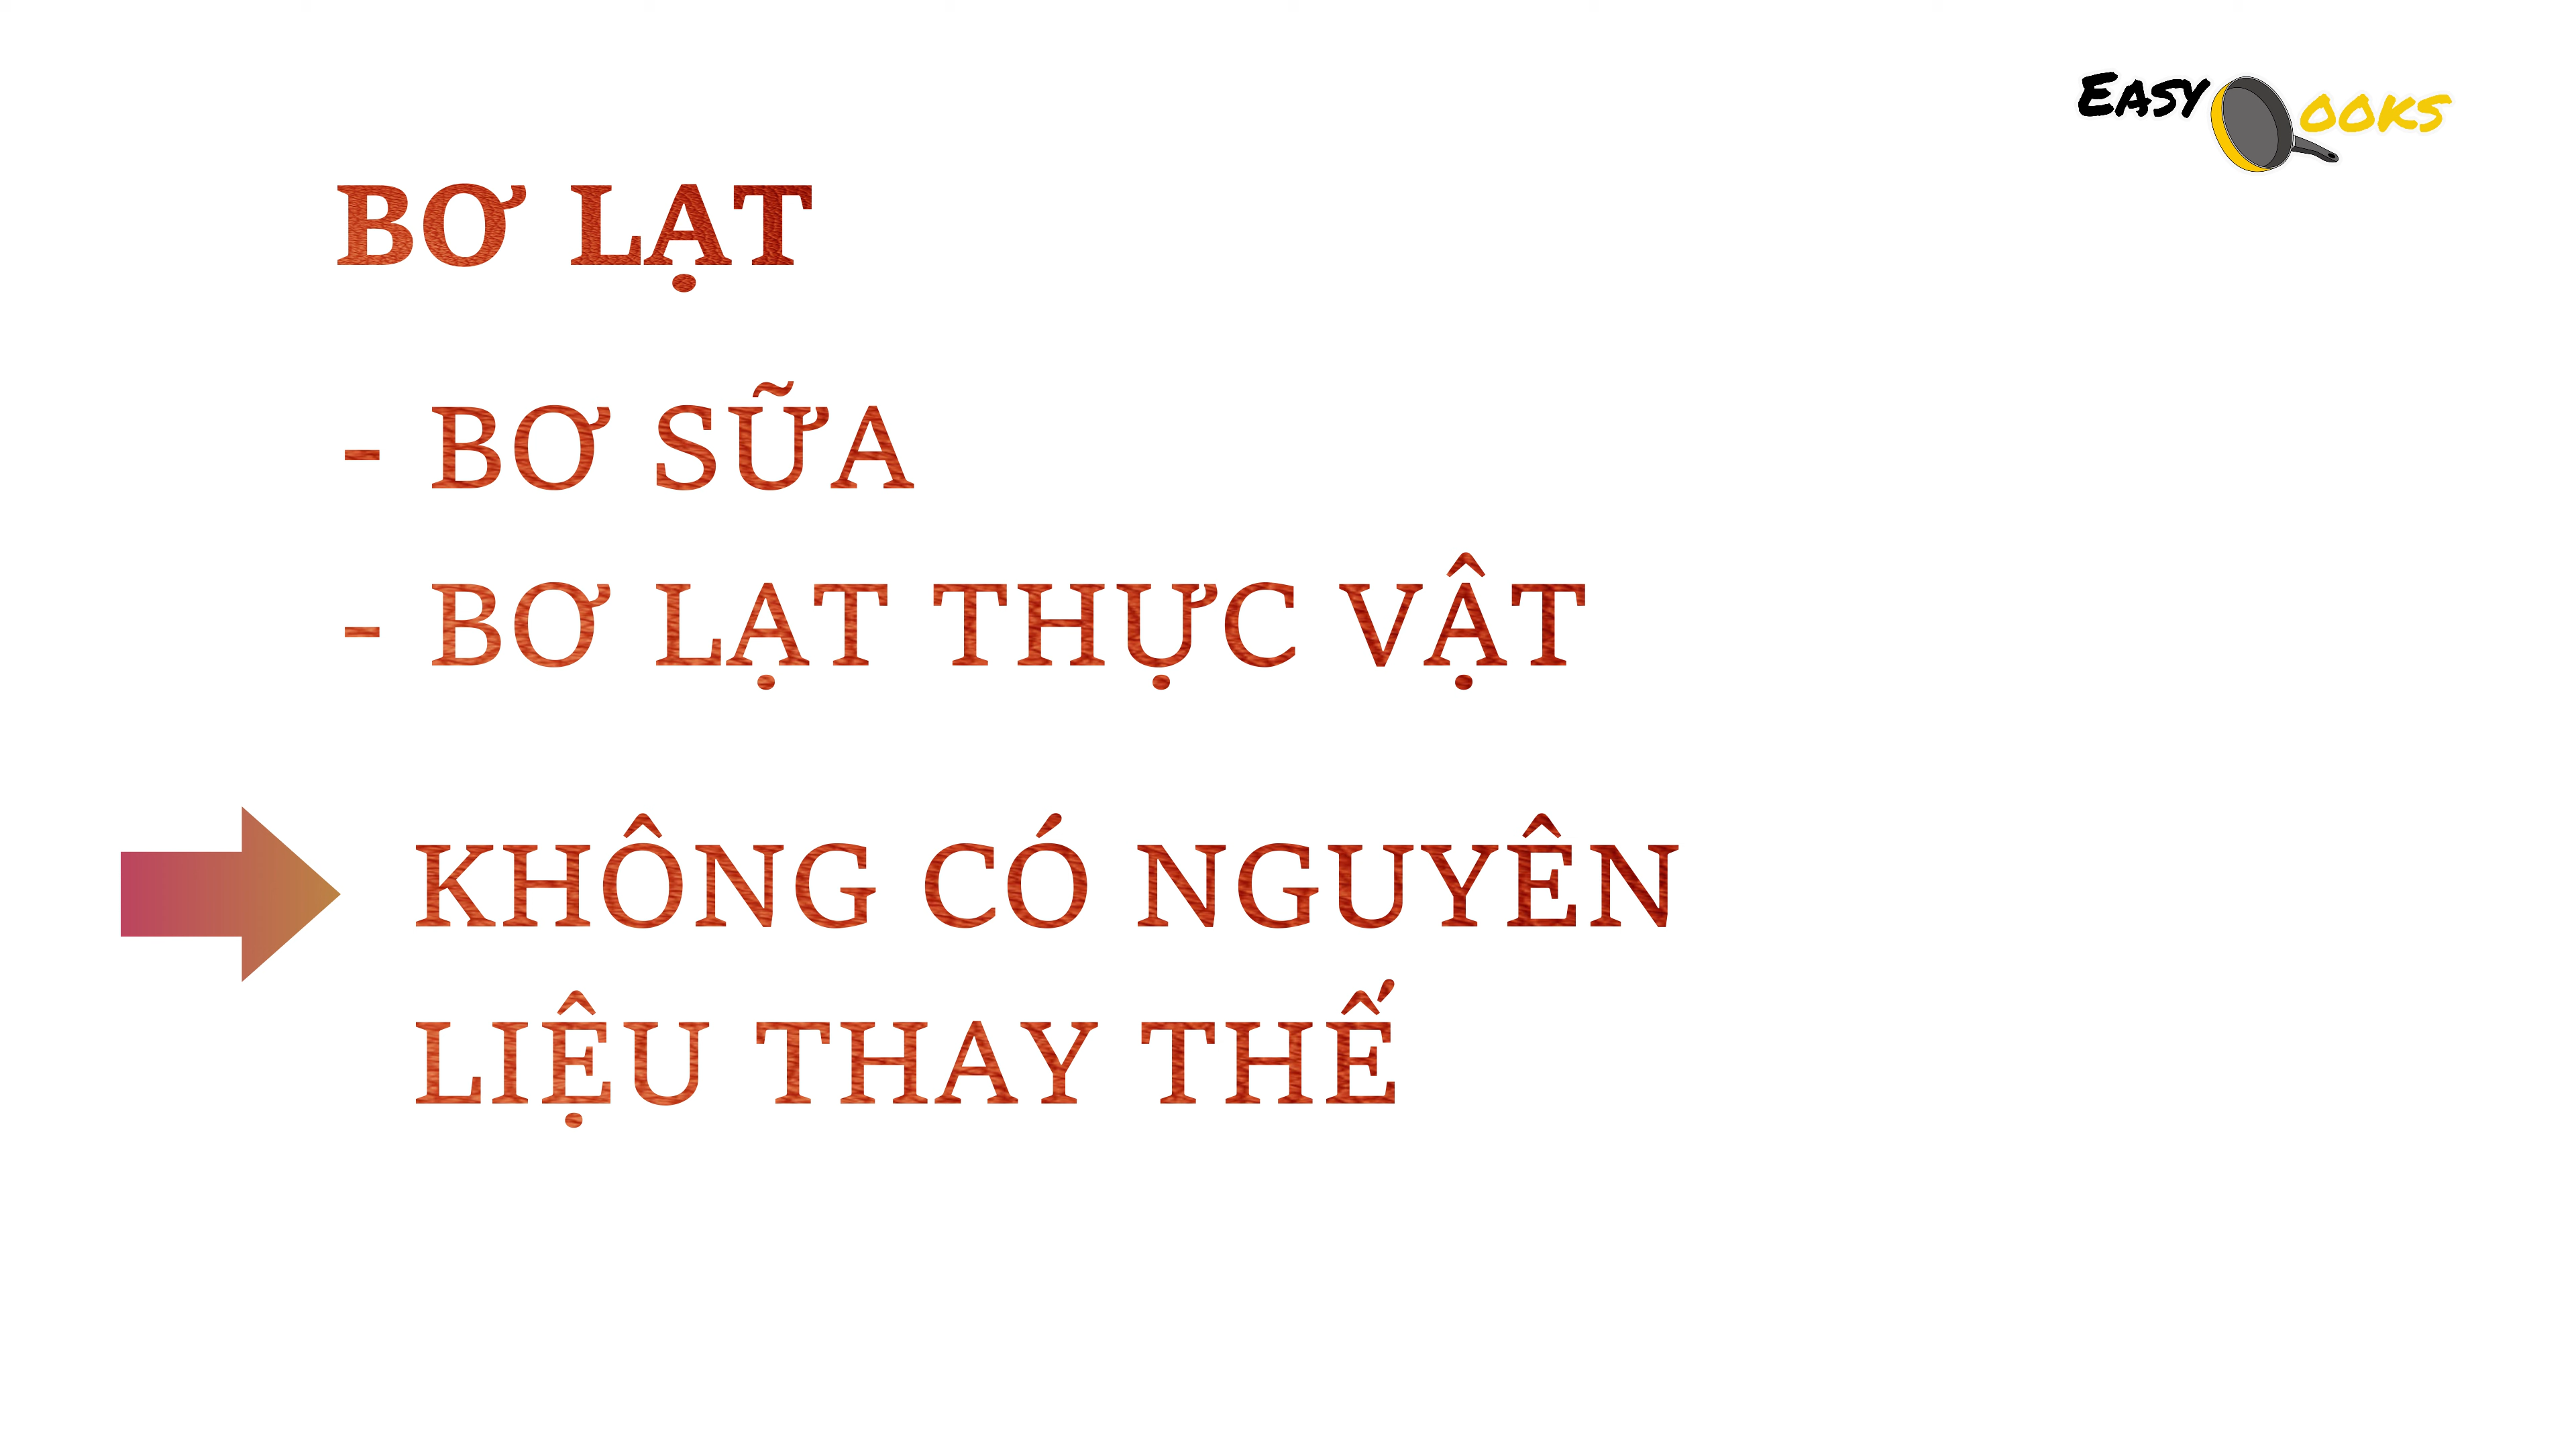 EASY OOKS
BƠ LẠT
- BƠ SỮA
- BƠ LẠT THỰC VẬT
KHÔNG CÓ NGUYÊN
LIỆU THAY THẾ